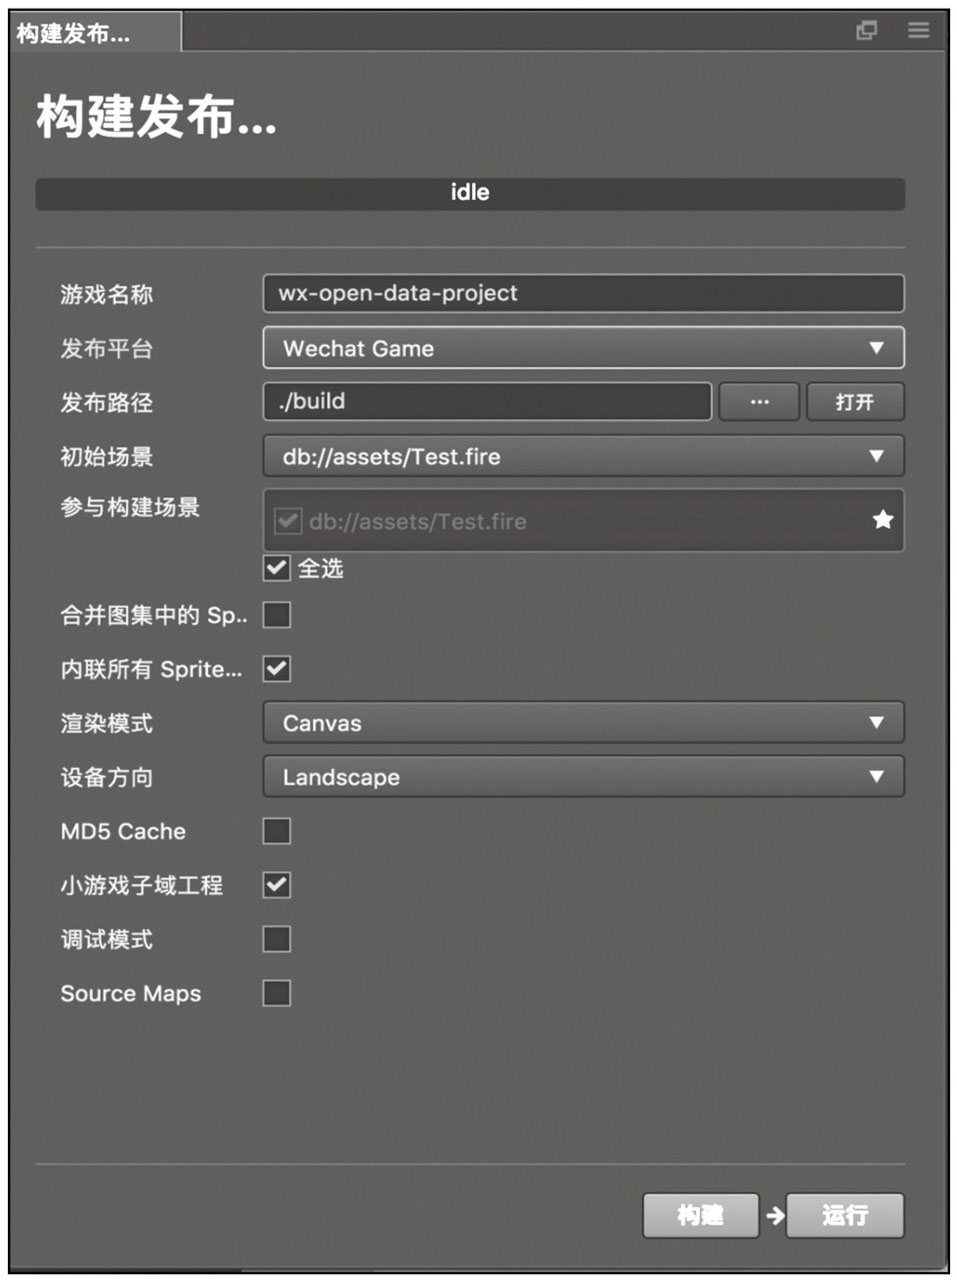 构建发布...
构建发布...
idle
游戏名称 wx-open-data-project
发布平台 Wechat Game
发布路径 ./build ... 打开
初始场景 db://assets/Test.fire
参与构建场景 db://assets/Test.fire
全选
合并图集中的 Sp..
内联所有 Sprite...
渲染模式 Canvas
设备方向 Landscape
MD5 Cache
小游戏子域工程
调试模式
Source Maps
构建 运行